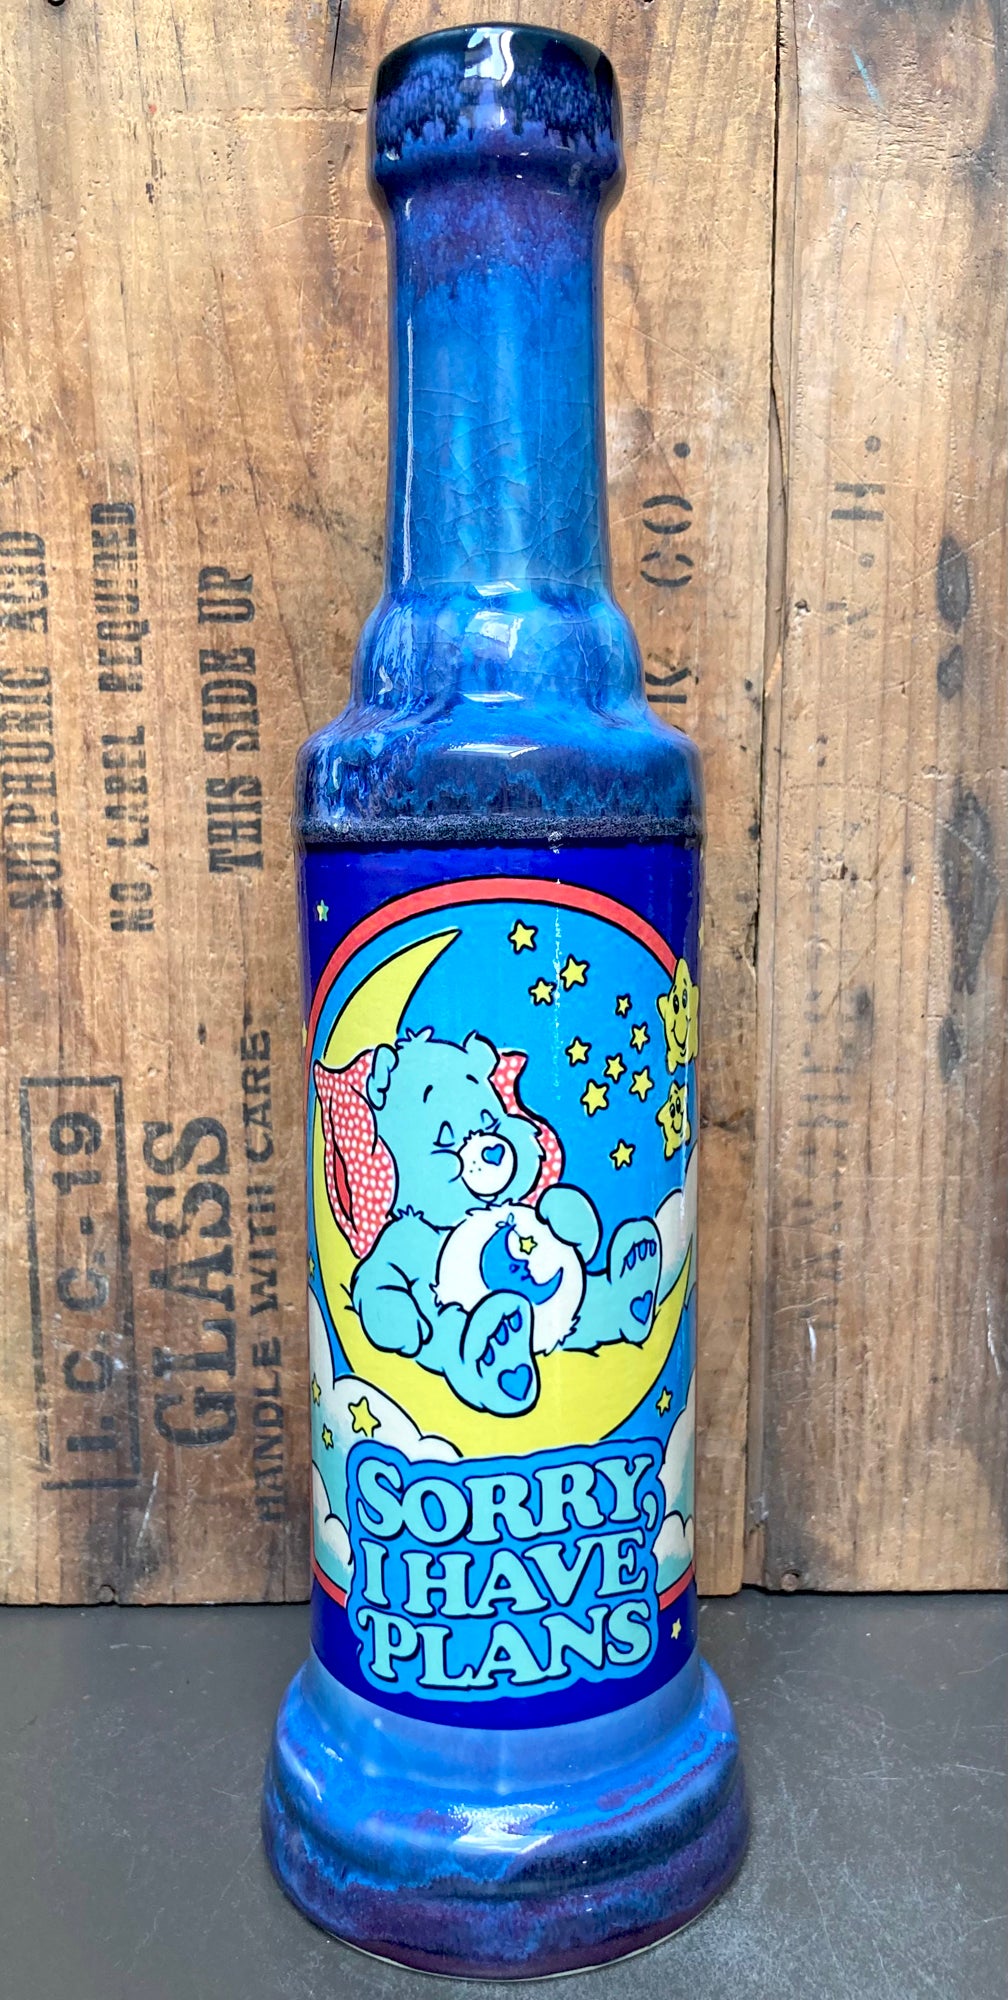 SORRY,
I HAVE
PLANS
SULPHURIC ACID
NO LABEL REQUIRED
THIS SIDE UP
I.C.C.-19
GLASS
HANDLE WITH CARE
K CO.